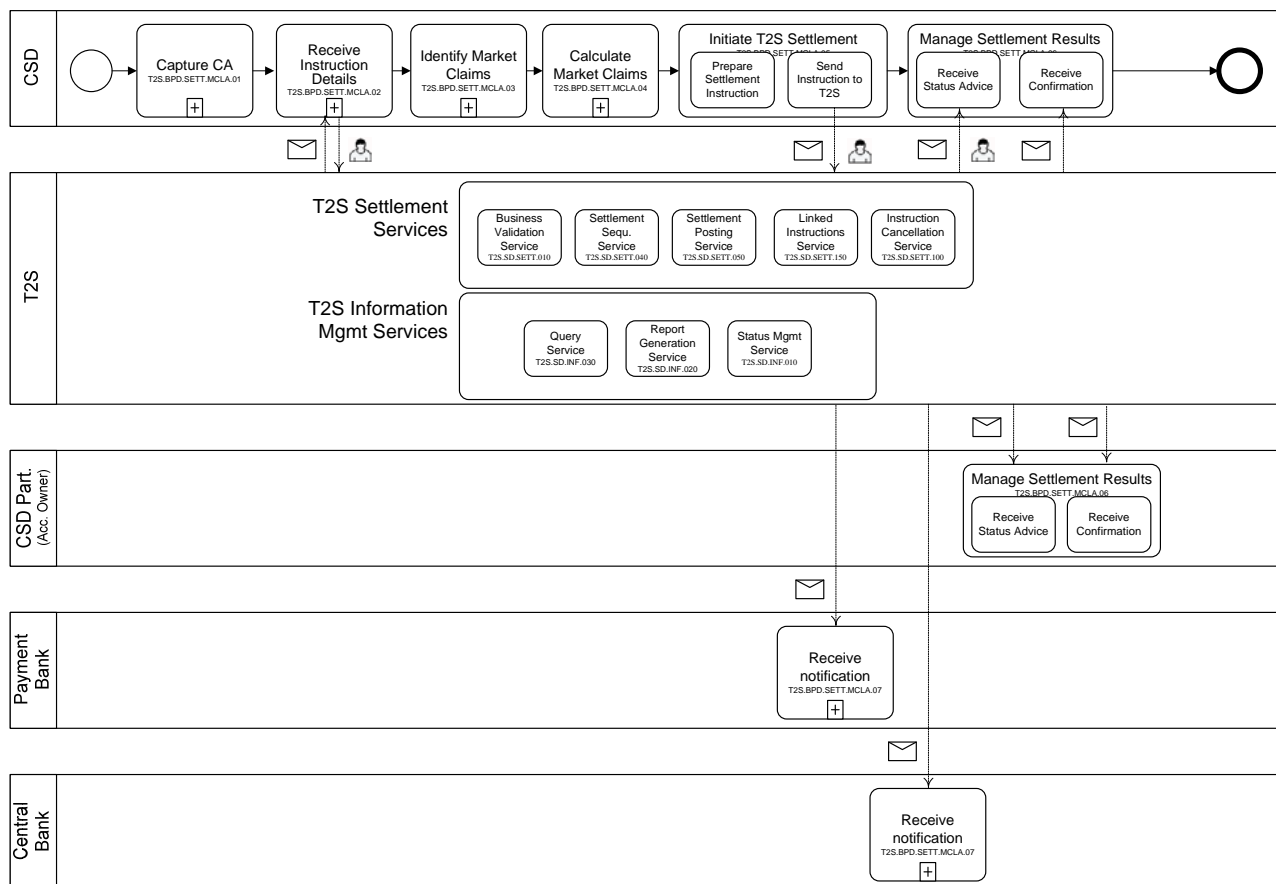 CSD
Capture CA
T2S.BPD.SETT.MCLA.01
Receive
Instruction
Details
T2S.BPD.SETT.MCLA.02
Identify Market
Claims
T2S.BPD.SETT.MCLA.03
Calculate
Market Claims
T2S.BPD.SETT.MCLA.04
Initiate T2S Settlement
Prepare
Settlement
Instruction
Send
Instruction to
T2S
Manage Settlement Results
Receive
Status Advice
Receive
Confirmation
T2S
T2S Settlement
Services
Business
Validation
Service
T2S.SD.SETT.010
Settlement
Sequ.
Service
T2S.SD.SETT.040
Settlement
Posting
Service
T2S.SD.SETT.050
Linked
Instructions
Service
T2S.SD.SETT.150
Instruction
Cancellation
Service
T2S.SD.SETT.100
T2S Information
Mgmt Services
Query
Service
T2S.SD.INF.030
Report
Generation
Service
T2S.SD.INF.020
Status Mgmt
Service
T2S.SD.INF.010
CSD Part.
(Acc. Owner)
Manage Settlement Results
T2S.BPD.SETT.MCLA.06
Receive
Status Advice
Receive
Confirmation
Payment
Bank
Receive
notification
T2S.BPD.SETT.MCLA.07
Central
Bank
Receive
notification
T2S.BPD.SETT.MCLA.07